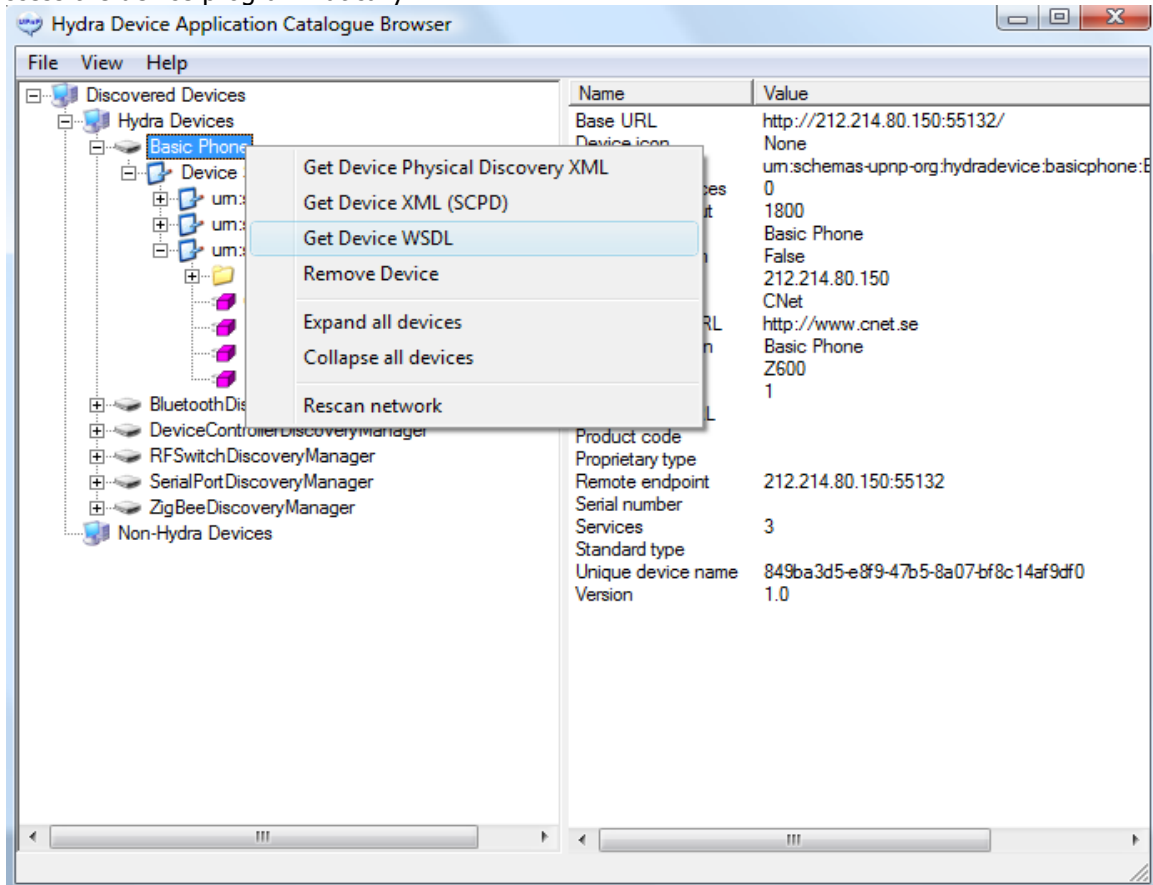 Hydra Device Application Catalogue Browser
File View Help
Discovered Devices
Hydra Devices
Basic Phone
Device
urn:
urn:
urn:
BluetoothDis
DeviceControllerDiscoveryManager
RFSwitchDiscoveryManager
SerialPortDiscoveryManager
ZigBeeDiscoveryManager
Non-Hydra Devices
Get Device Physical Discovery XML
Get Device XML (SCPD)
Get Device WSDL
Remove Device
Expand all devices
Collapse all devices
Rescan network
Name Value
Base URL http://212.214.80.150:55132/
Device icon None
urn:schemas-upnp-org:hydradevice:basicphone:
0
1800
Basic Phone
False
212.214.80.150
CNet
RL http://www.cnet.se
Basic Phone
Z600
1
L
Product code
Proprietary type
Remote endpoint 212.214.80.150:55132
Serial number
Services 3
Standard type
Unique device name 849ba3d5-e8f9-47b5-8a07-bf8c14af9df0
Version 1.0